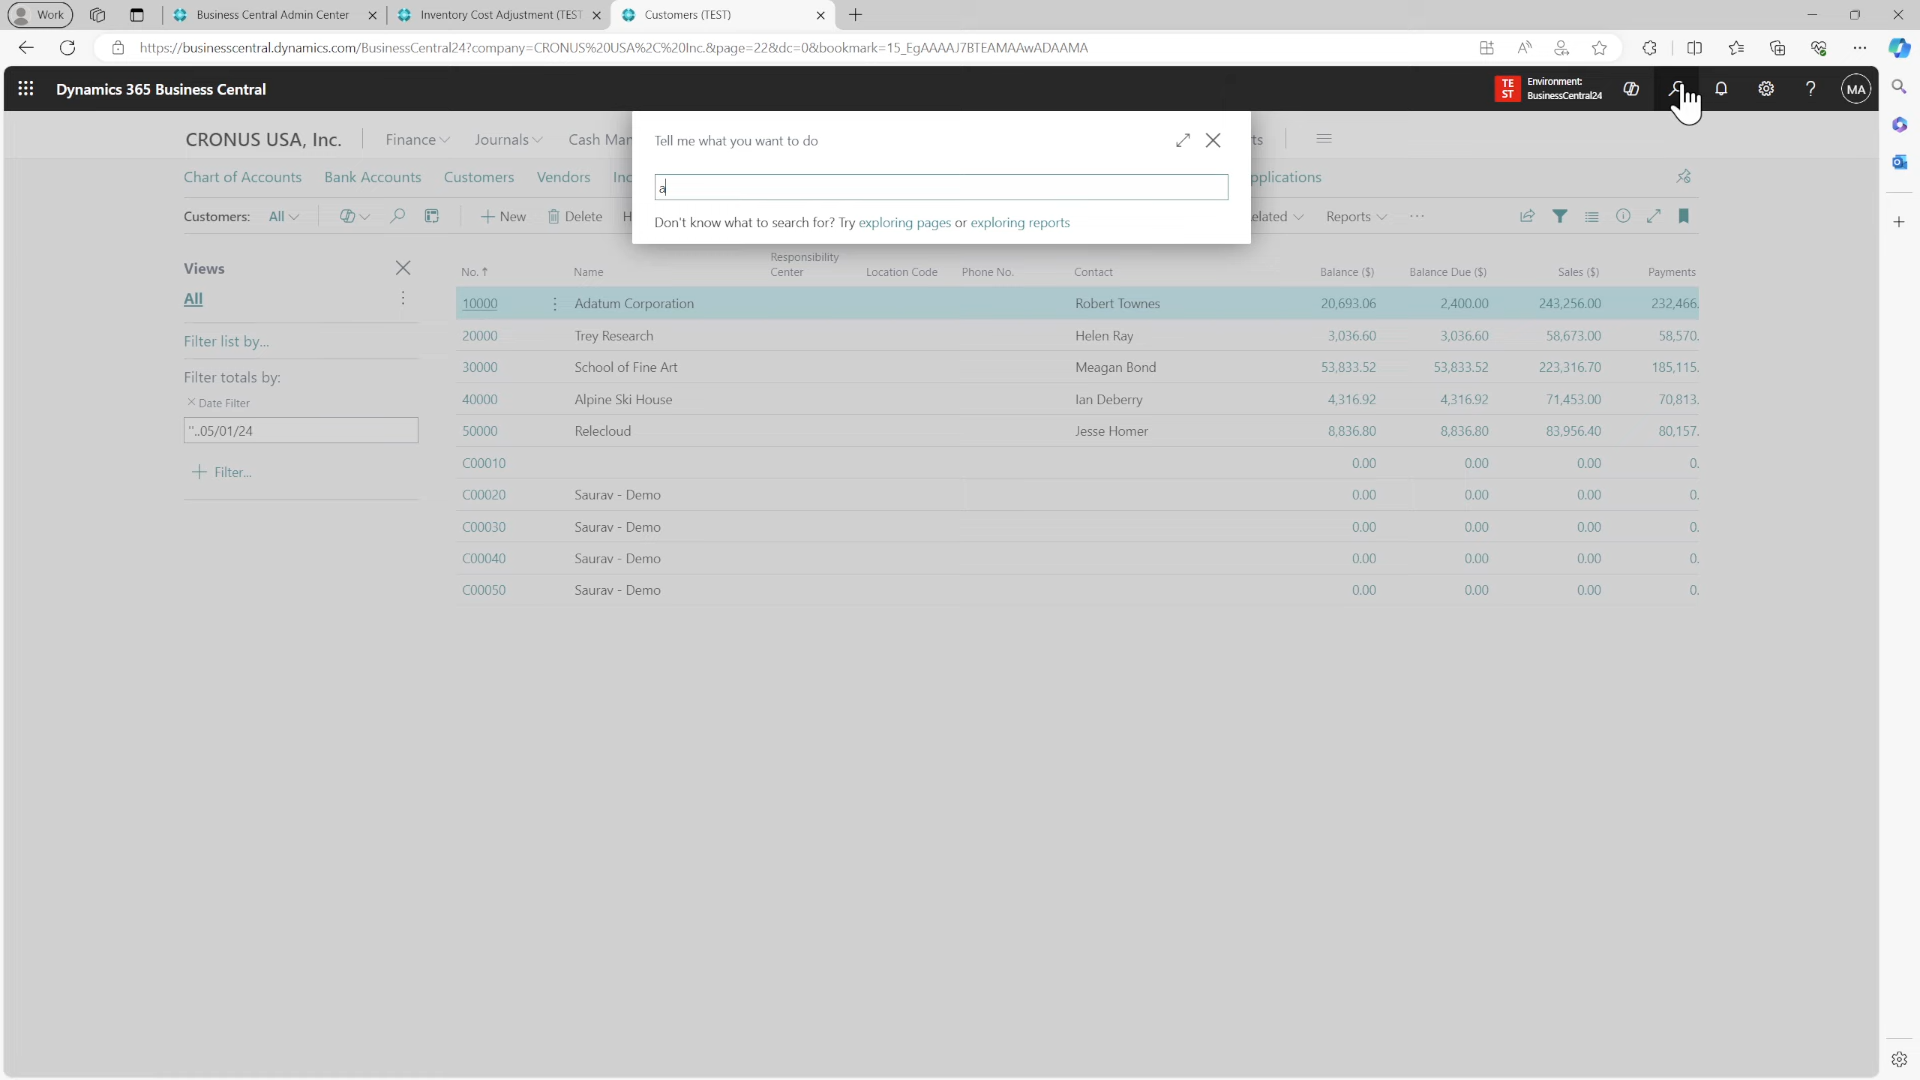 Work
Business Central Admin Center
Inventory Cost Adjustment (TEST
Customers (TEST)
https://businesscentral.dynamics.com/BusinessCentral24?company=CRONUS%20USA%2C%20Inc.&page=22&dc=0&bookmark=15_EgAAAAJ7BTEAMAAwADAAMA
Dynamics 365 Business Central
TE
ST
Environment:
BusinessCentral24
MA
CRONUS USA, Inc.
Finance
Journals
Cash Man
Tell me what you want to do
ts
Chart of Accounts
Bank Accounts
Customers
Vendors
Inc
a
pplications
Customers:
All
New
Delete
H
Don't know what to search for? Try exploring pages or exploring reports
elated
Reports
Views
All
Filter list by...
Filter totals by:
Date Filter
''..05/01/24
Filter...
No. ↑ Name Responsibility Center Location Code Phone No. Contact Balance ($) Balance Due ($) Sales ($) Payments
10000 Adatum Corporation Robert Townes 20,693.06 2,400.00 243,256.00 232,466.
20000 Trey Research Helen Ray 3,036.60 3,036.60 58,673.00 58,570.
30000 School of Fine Art Meagan Bond 53,833.52 53,833.52 223,316.70 185,115.
40000 Alpine Ski House Ian Deberry 4,316.92 4,316.92 71,453.00 70,813.
50000 Relecloud Jesse Homer 8,836.80 8,836.80 83,956.40 80,157.
C00010 0.00 0.00 0.00 0.
C00020 Saurav - Demo 0.00 0.00 0.00 0.
C00030 Saurav - Demo 0.00 0.00 0.00 0.
C00040 Saurav - Demo 0.00 0.00 0.00 0.
C00050 Saurav - Demo 0.00 0.00 0.00 0.